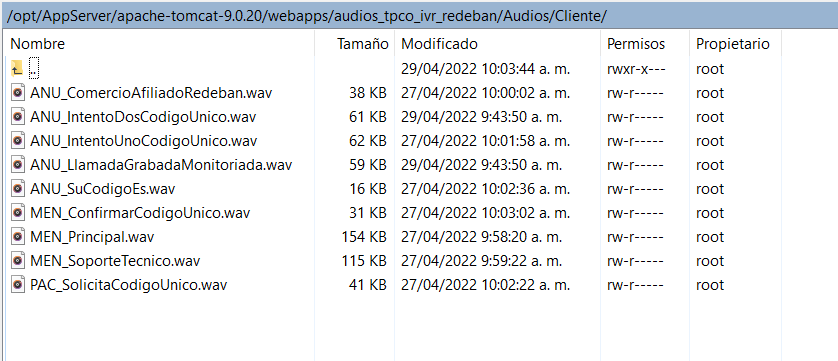 /opt/AppServer/apache-tomcat-9.0.20/webapps/audios_tpco_ivr_redeban/Audios/Cliente/
Nombre Tamaño Modificado Permisos Propietario
.. 29/04/2022 10:03:44 a. m. rwxr-x--- root
ANU_ComercioAfiliadoRedeban.wav 38 KB 27/04/2022 10:00:02 a. m. rw-r----- root
ANU_IntentoDosCodigoUnico.wav 61 KB 29/04/2022 9:43:50 a. m. rw-r----- root
ANU_IntentoUnoCodigoUnico.wav 62 KB 27/04/2022 10:01:58 a. m. rw-r----- root
ANU_LlamadaGrabadaMonitoriada.wav 59 KB 29/04/2022 9:43:50 a. m. rw-r----- root
ANU_SuCodigoEs.wav 16 KB 27/04/2022 10:02:36 a. m. rw-r----- root
MEN_ConfirmarCodigoUnico.wav 31 KB 27/04/2022 10:03:02 a. m. rw-r----- root
MEN_Principal.wav 154 KB 27/04/2022 9:58:20 a. m. rw-r----- root
MEN_SoporteTecnico.wav 115 KB 27/04/2022 9:59:22 a. m. rw-r----- root
PAC_SolicitaCodigoUnico.wav 41 KB 27/04/2022 10:02:22 a. m. rw-r----- root